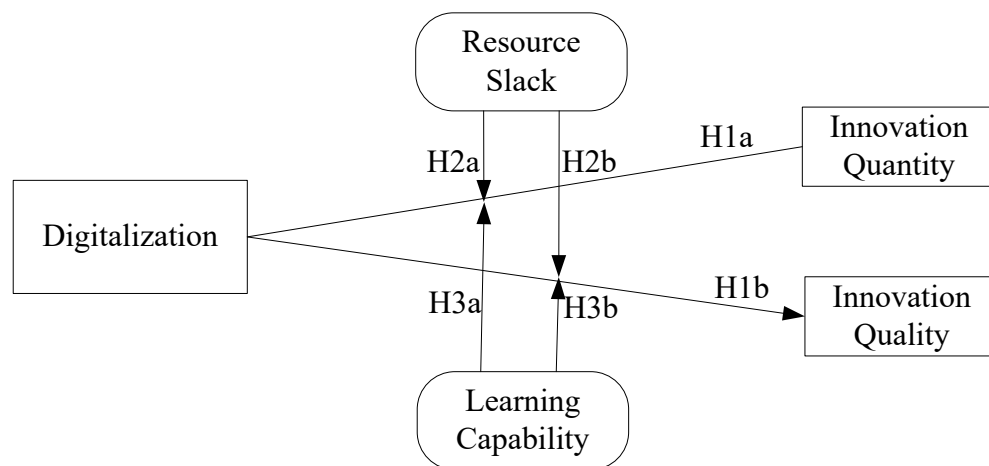 Resource
Slack
H1a
Innovation
Quantity
H2a
H2b
Digitalization
H3a
H3b
H1b
Innovation
Quality
Learning
Capability